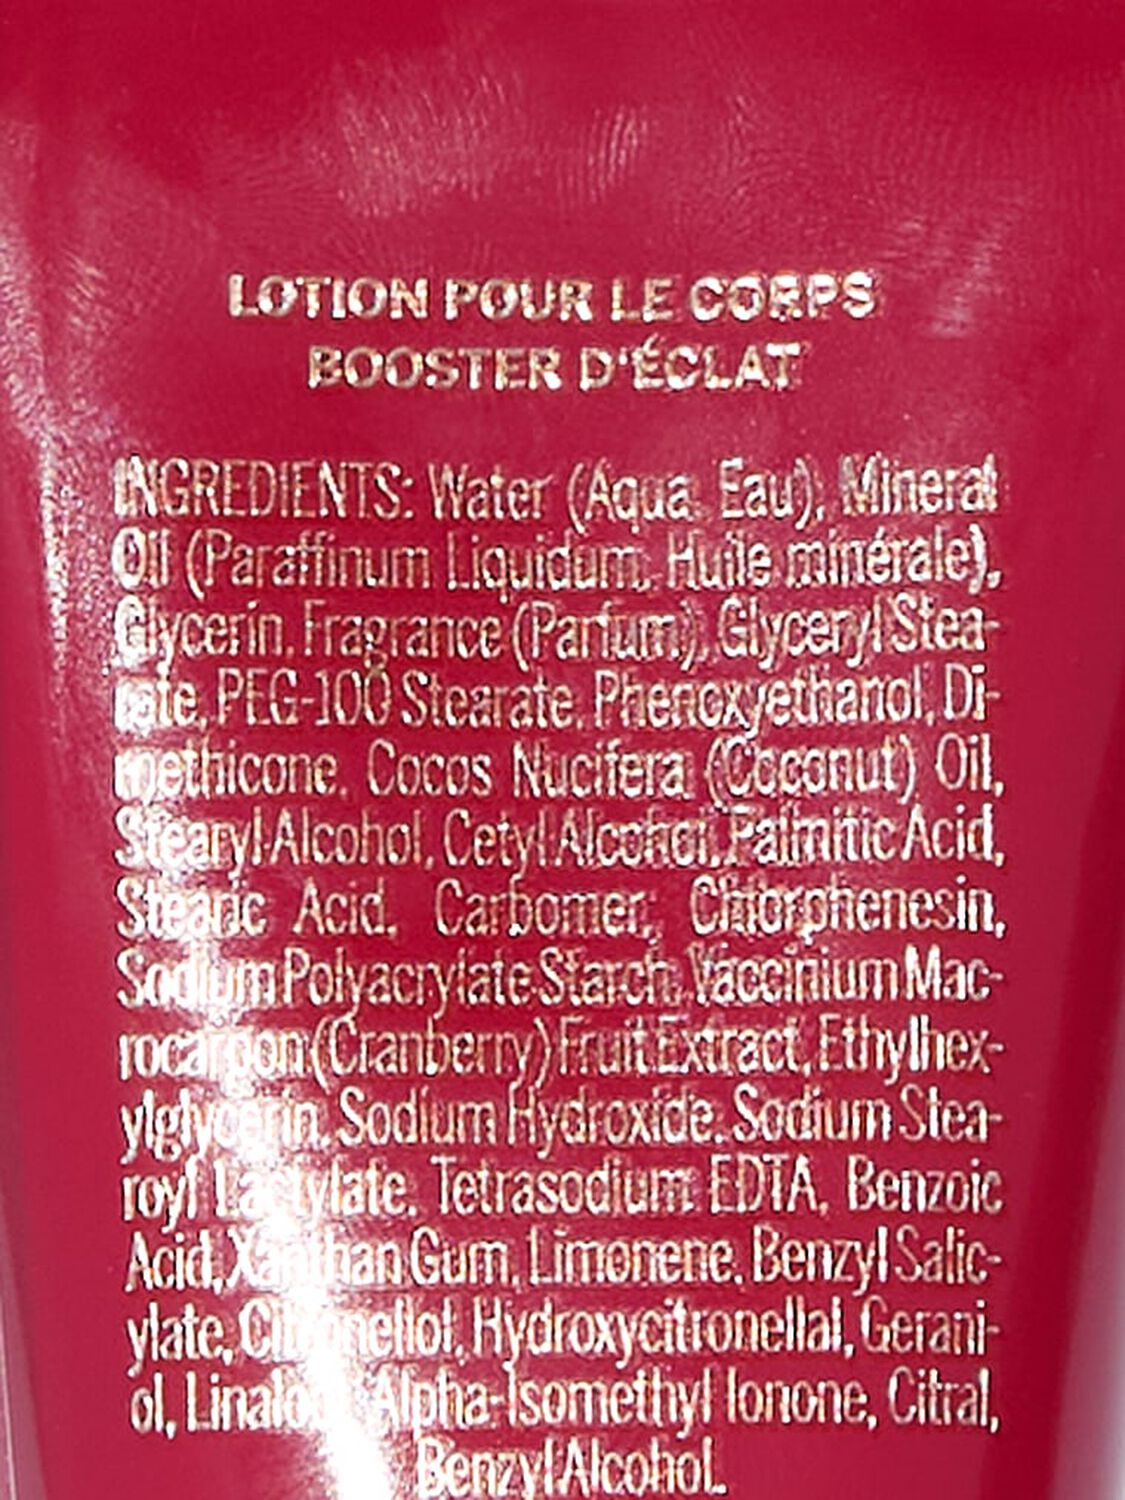 LOTION POUR LE CORPS
BOOSTER D'ÉCLAT
INGREDIENTS: Water (Aqua, Eau), Mineral
Oil (Paraffinum Liquidum, Huile minérale),
Glycerin, Fragrance (Parfum), Glyceryl Stea-
rate, PEG-100 Stearate, Phenoxyethanol, Di-
methicone, Cocos Nucifera (Coconut) Oil,
Stearyl Alcohol, Cetyl Alcohol, Palmitic Acid,
Stearic Acid, Carbomer, Chlorphenesin,
Sodium Polyacrylate Starch, Vaccinium Mac-
rocarpon (Cranberry) Fruit Extract, Ethylhex-
ylglycerin, Sodium Hydroxide, Sodium Stea-
royl Lactylate, Tetrasodium EDTA, Benzoic
Acid, Xanthan Gum, Limonene, Benzyl Salic-
ylate, Citronellol, Hydroxycitronellal, Gerani-
ol, Linalool, Alpha-Isomethyl Ionone, Citral,
Benzyl Alcohol.